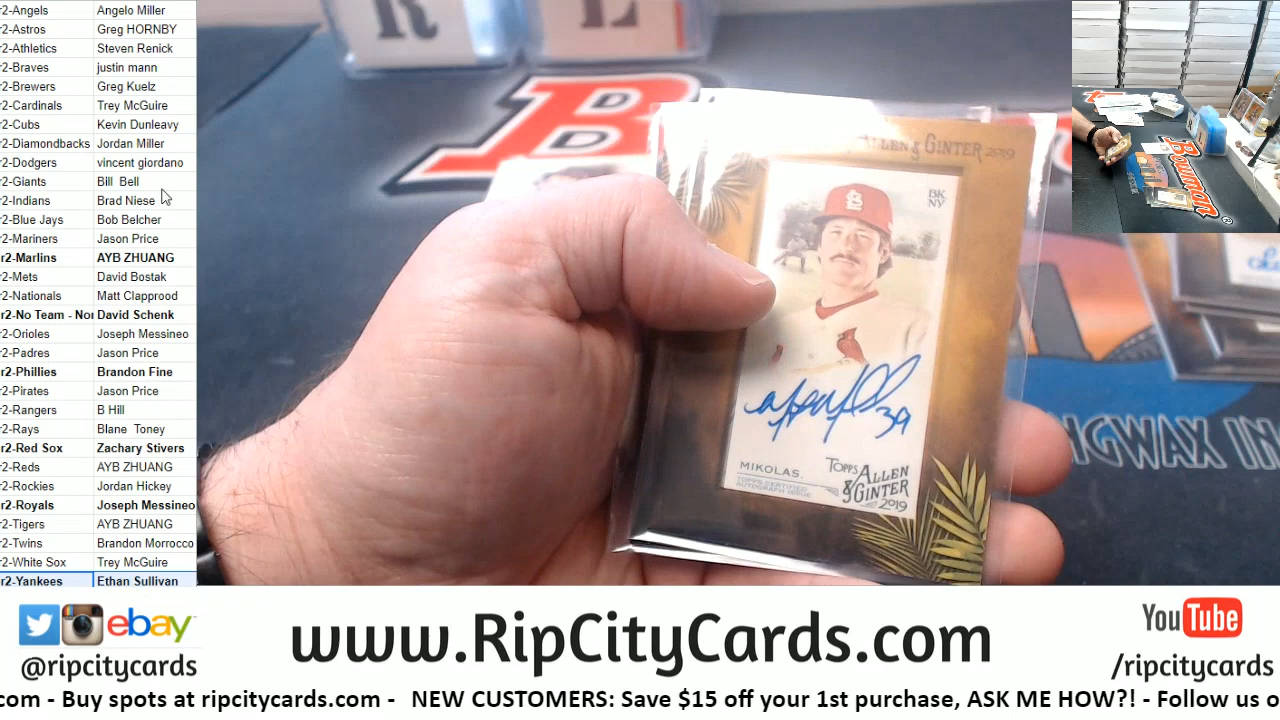 r2-Angels Angelo Miller
r2-Astros Greg HORNBY
r2-Athletics Steven Renick
r2-Braves justin mann
r2-Brewers Greg Kuelz
r2-Cardinals Trey McGuire
r2-Cubs Kevin Dunleavy
r2-Diamondbacks Jordan Miller
r2-Dodgers vincent giordano
r2-Giants Bill Bell
r2-Indians Brad Niese
r2-Blue Jays Bob Belcher
r2-Mariners Jason Price
r2-Marlins AYB ZHUANG
r2-Mets David Bostak
r2-Nationals Matt Clapprood
r2-No Team - Nor David Schenk
r2-Orioles Joseph Messineo
r2-Padres Jason Price
r2-Phillies Brandon Fine
r2-Pirates Jason Price
r2-Rangers B Hill
r2-Rays Blane Toney
r2-Red Sox Zachary Stivers
r2-Reds AYB ZHUANG
r2-Rockies Jordan Hickey
r2-Royals Joseph Messineo
r2-Tigers AYB ZHUANG
r2-Twins Brandon Morrocco
r2-White Sox Trey McGuire
r2-Yankees Ethan Sullivan
R L
B
ALLEN & GINTER 2019
BK
NY
39
MIKOLAS
TOPPS CERTIFIED
AUTOGRAPH ISSUE
TOPPS ALLEN
& GINTER
2019
NGWAX IN
Bowman
ebay
@ripcitycards
www.RipCityCards.com
YouTube
/ripcitycards
com - Buy spots at ripcitycards.com - NEW CUSTOMERS: Save $15 off your 1st purchase, ASK ME HOW?! - Follow us o